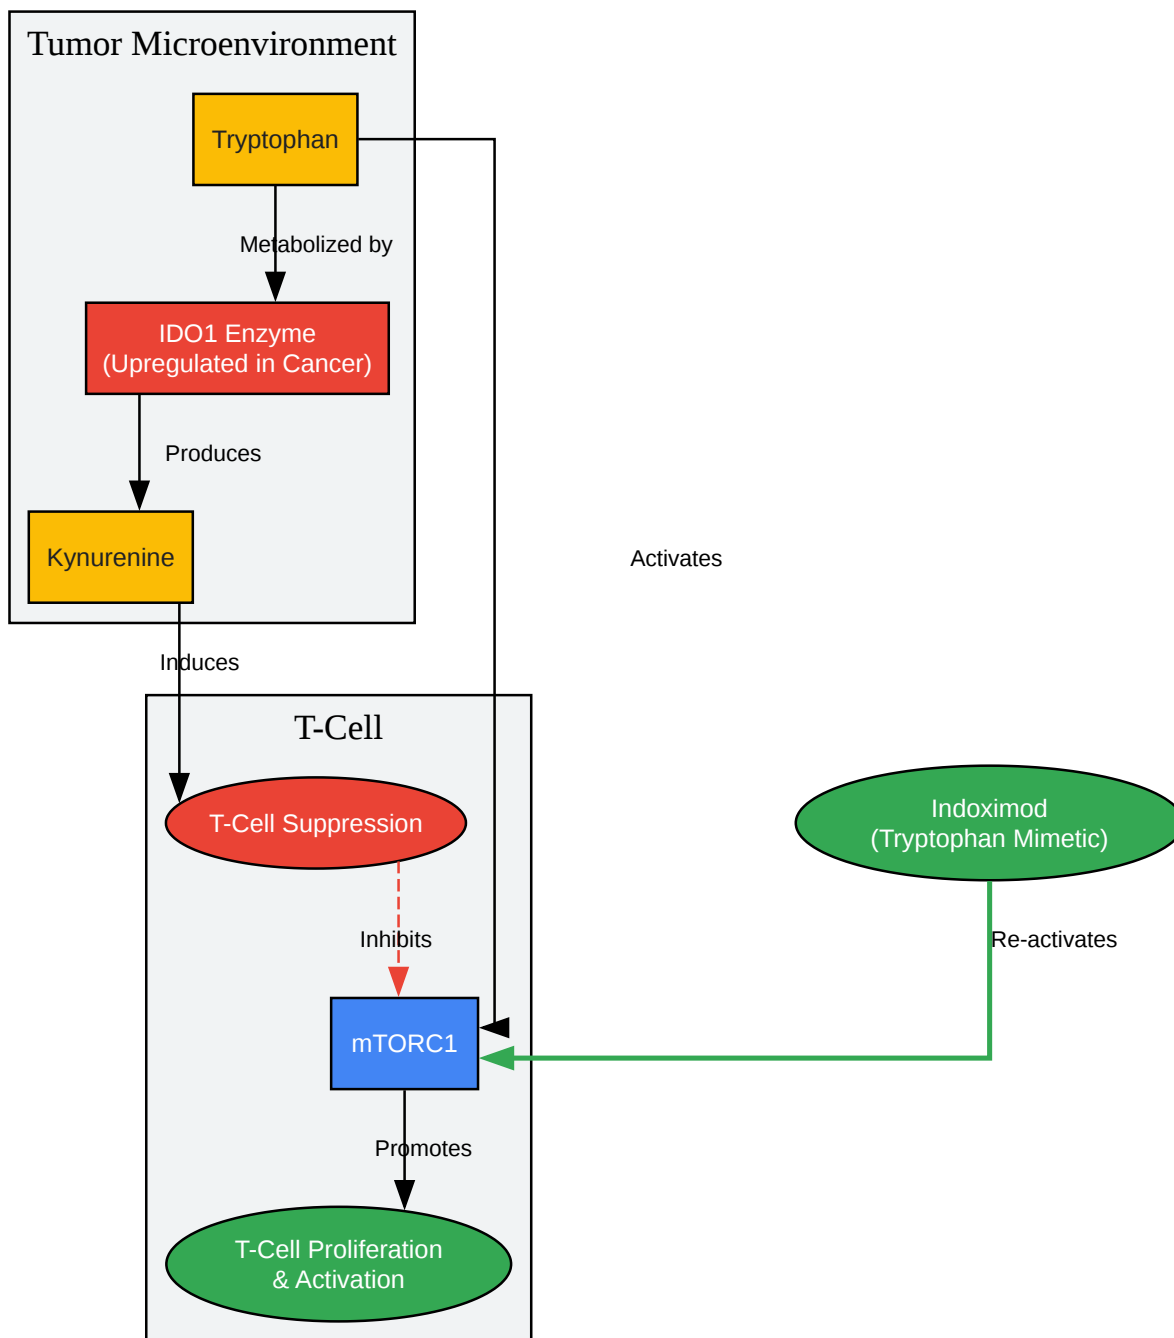 Tumor Microenvironment
Tryptophan
Metabolized by
IDO1 Enzyme
(Upregulated in Cancer)
Produces
Kynurenine
Activates
Induces
T-Cell
T-Cell Suppression
Indoximod
(Tryptophan Mimetic)
Inhibits
Re-activates
mTORC1
Promotes
T-Cell Proliferation
& Activation